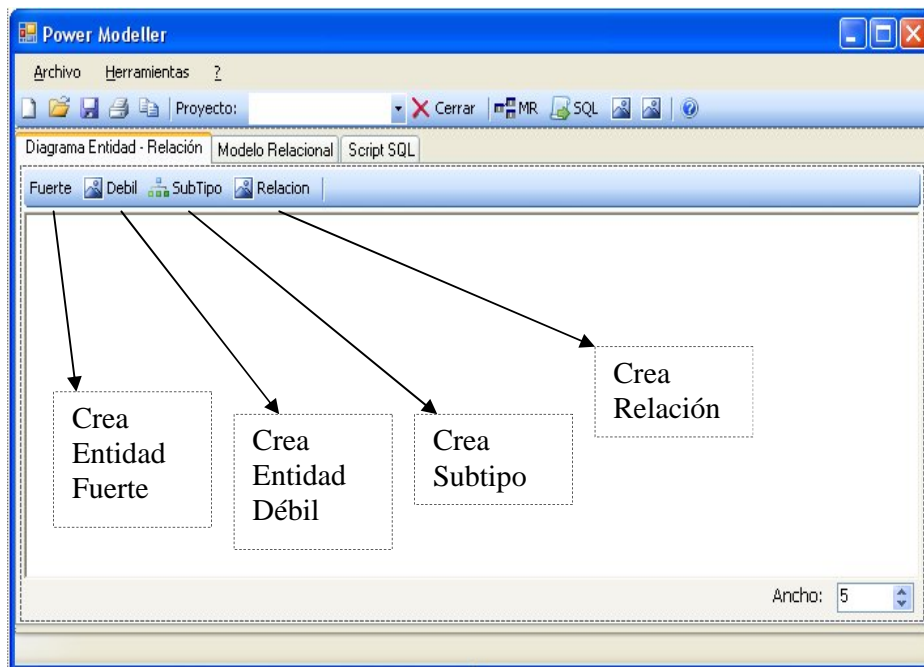 Power Modeller
Archivo Herramientas ?
Proyecto: Cerrar MR SQL
Diagrama Entidad - Relación Modelo Relacional Script SQL
Fuerte Debil SubTipo Relacion
Crea
Relación
Crea
Entidad
Fuerte
Crea
Entidad
Débil
Crea
Subtipo
Ancho: 5